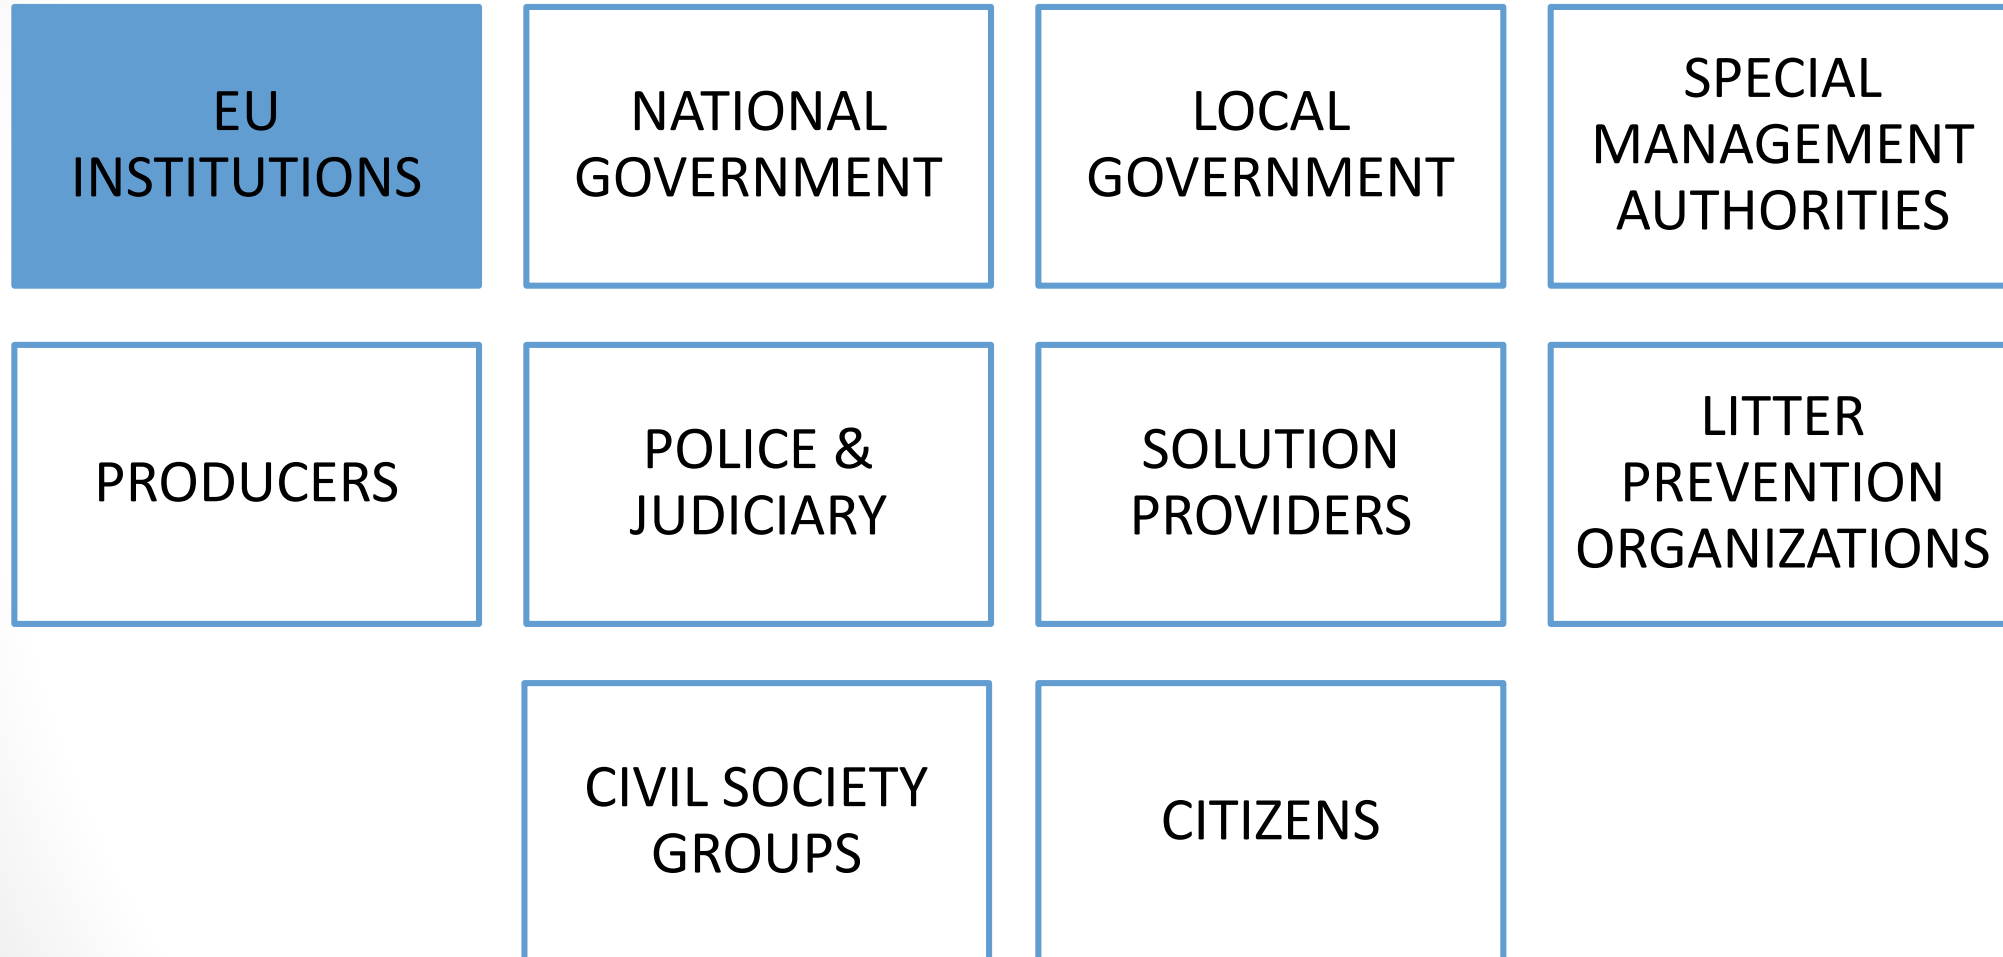 EU
INSTITUTIONS
NATIONAL
GOVERNMENT
LOCAL
GOVERNMENT
SPECIAL
MANAGEMENT
AUTHORITIES
PRODUCERS
POLICE &
JUDICIARY
SOLUTION
PROVIDERS
LITTER
PREVENTION
ORGANIZATIONS
CIVIL SOCIETY
GROUPS
CITIZENS